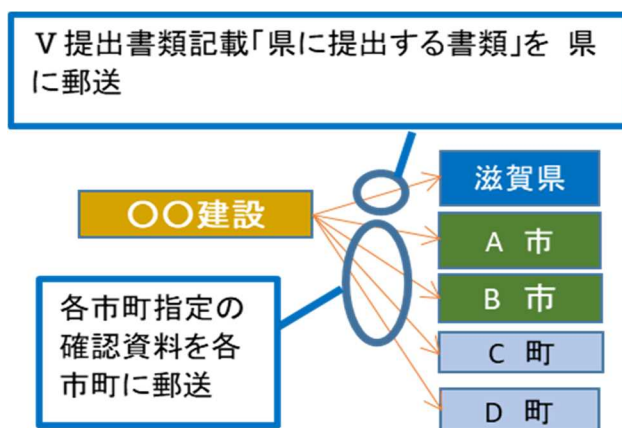 Ⅴ提出書類記載「県に提出する書類」を 県
に郵送
滋賀県
〇〇建設
A 市
B 市
各市町指定の
確認資料を各
市町に郵送
C 町
D 町